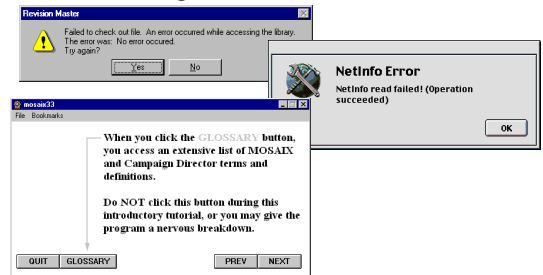 Revision Master
Failed to check out file. An error occurred while accessing the library.
The error was: No error occured.
Try again?
Yes
No
NetInfo Error
NetInfo read failed! (Operation
succeeded)
OK
mosaix33
File Bookmarks
When you click the GLOSSARY button,
you access an extensive list of MOSAIX
and Campaign Director terms and
definitions.
Do NOT click this button during this
introductory tutorial, or you may give the
program a nervous breakdown.
QUIT GLOSSARY PREV NEXT